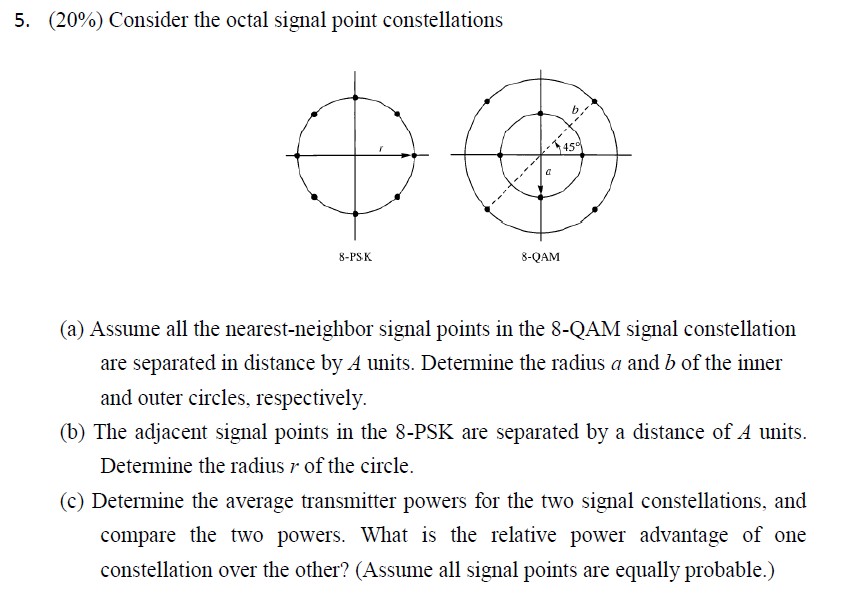 5. (20%) Consider the octal signal point constellations
r
b
45°
a
8-PSK
8-QAM
(a) Assume all the nearest-neighbor signal points in the 8-QAM signal constellation
are separated in distance by A units. Determine the radius a and b of the inner
and outer circles, respectively.
(b) The adjacent signal points in the 8-PSK are separated by a distance of A units.
Determine the radius r of the circle.
(c) Determine the average transmitter powers for the two signal constellations, and
compare the two powers. What is the relative power advantage of one
constellation over the other? (Assume all signal points are equally probable.)